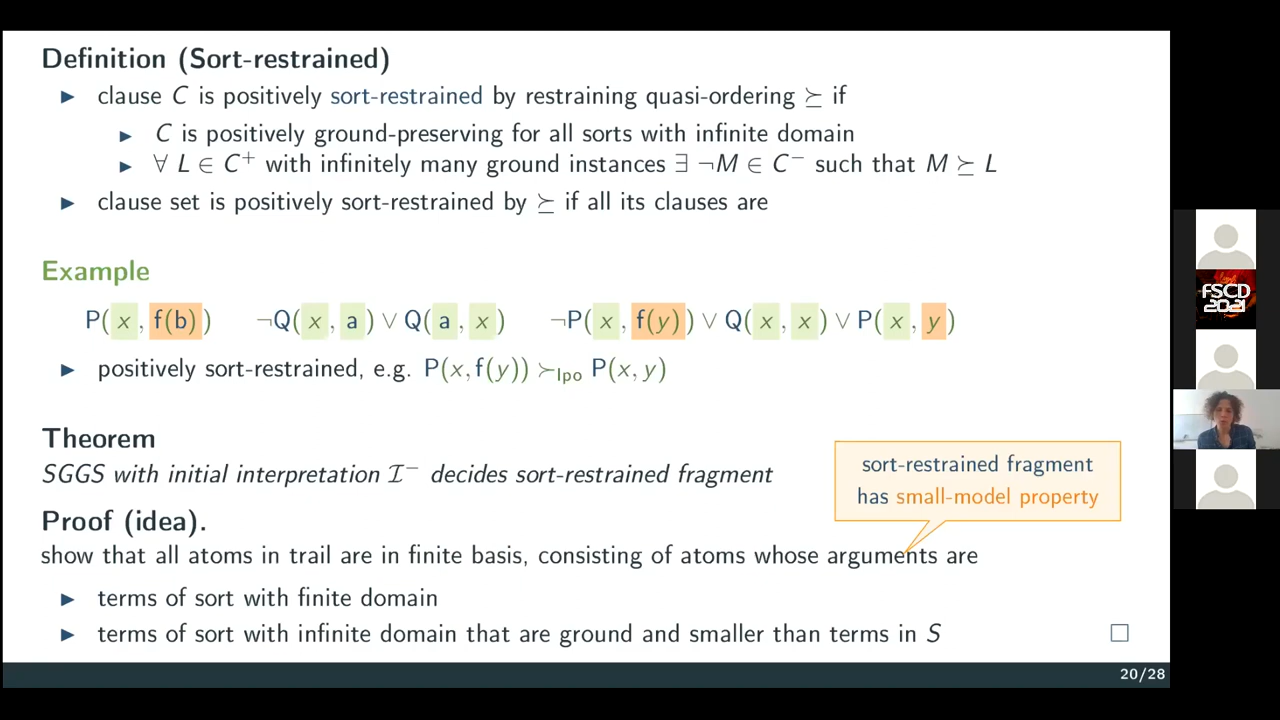 Definition (Sort-restrained)
▶ clause C is positively sort-restrained by restraining quasi-ordering ⪰ if
▶ C is positively ground-preserving for all sorts with infinite domain
▶ ∀ L ∈ C⁺ with infinitely many ground instances ∃ ¬M ∈ C⁻ such that M ⪰ L
▶ clause set is positively sort-restrained by ⪰ if all its clauses are
Example
P(x, f(b)) ¬Q(x, a) ∨ Q(a, x) ¬P(x, f(y)) ∨ Q(x, x) ∨ P(x, y)
▶ positively sort-restrained, e.g. P(x, f(y)) ≻lpo P(x, y)
Theorem
SGGS with initial interpretation I⁻ decides sort-restrained fragment
sort-restrained fragment
has small-model property
Proof (idea).
show that all atoms in trail are in finite basis, consisting of atoms whose arguments are
▶ terms of sort with finite domain
▶ terms of sort with infinite domain that are ground and smaller than terms in S □
20/28
FSCD
2021